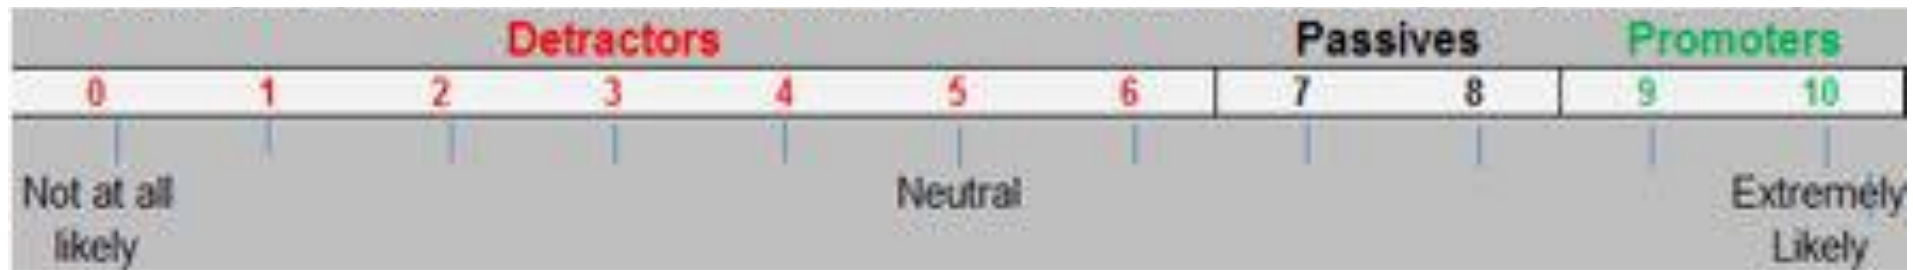 Detractors Passives Promoters
0 1 2 3 4 5 6 7 8 9 10
Not at all Neutral Extremely
likely Likely